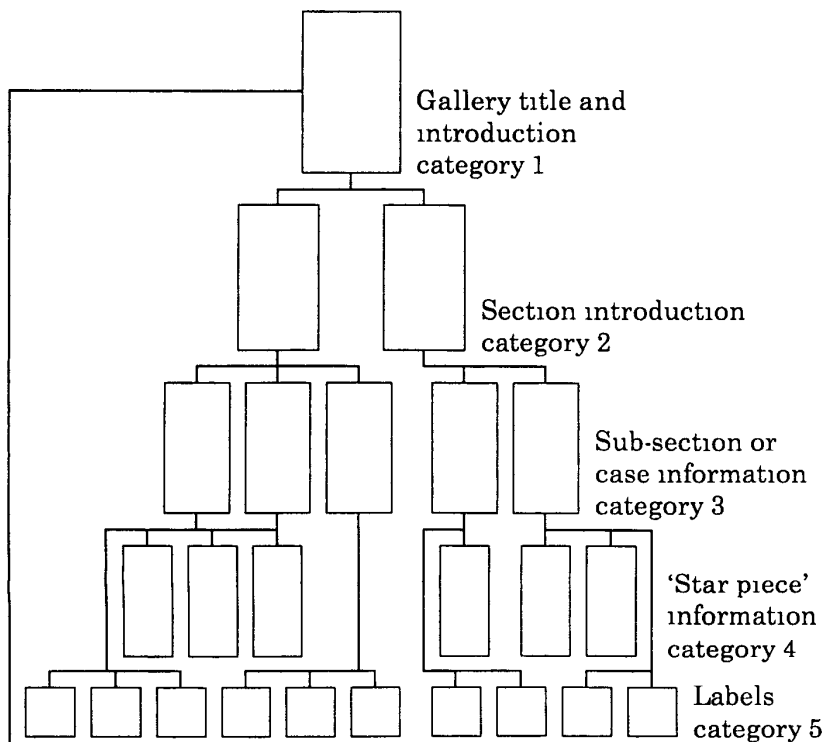 Gallery title and
introduction
category 1
Section introduction
category 2
Sub-section or
case information
category 3
‘Star piece’
information
category 4
Labels
category 5